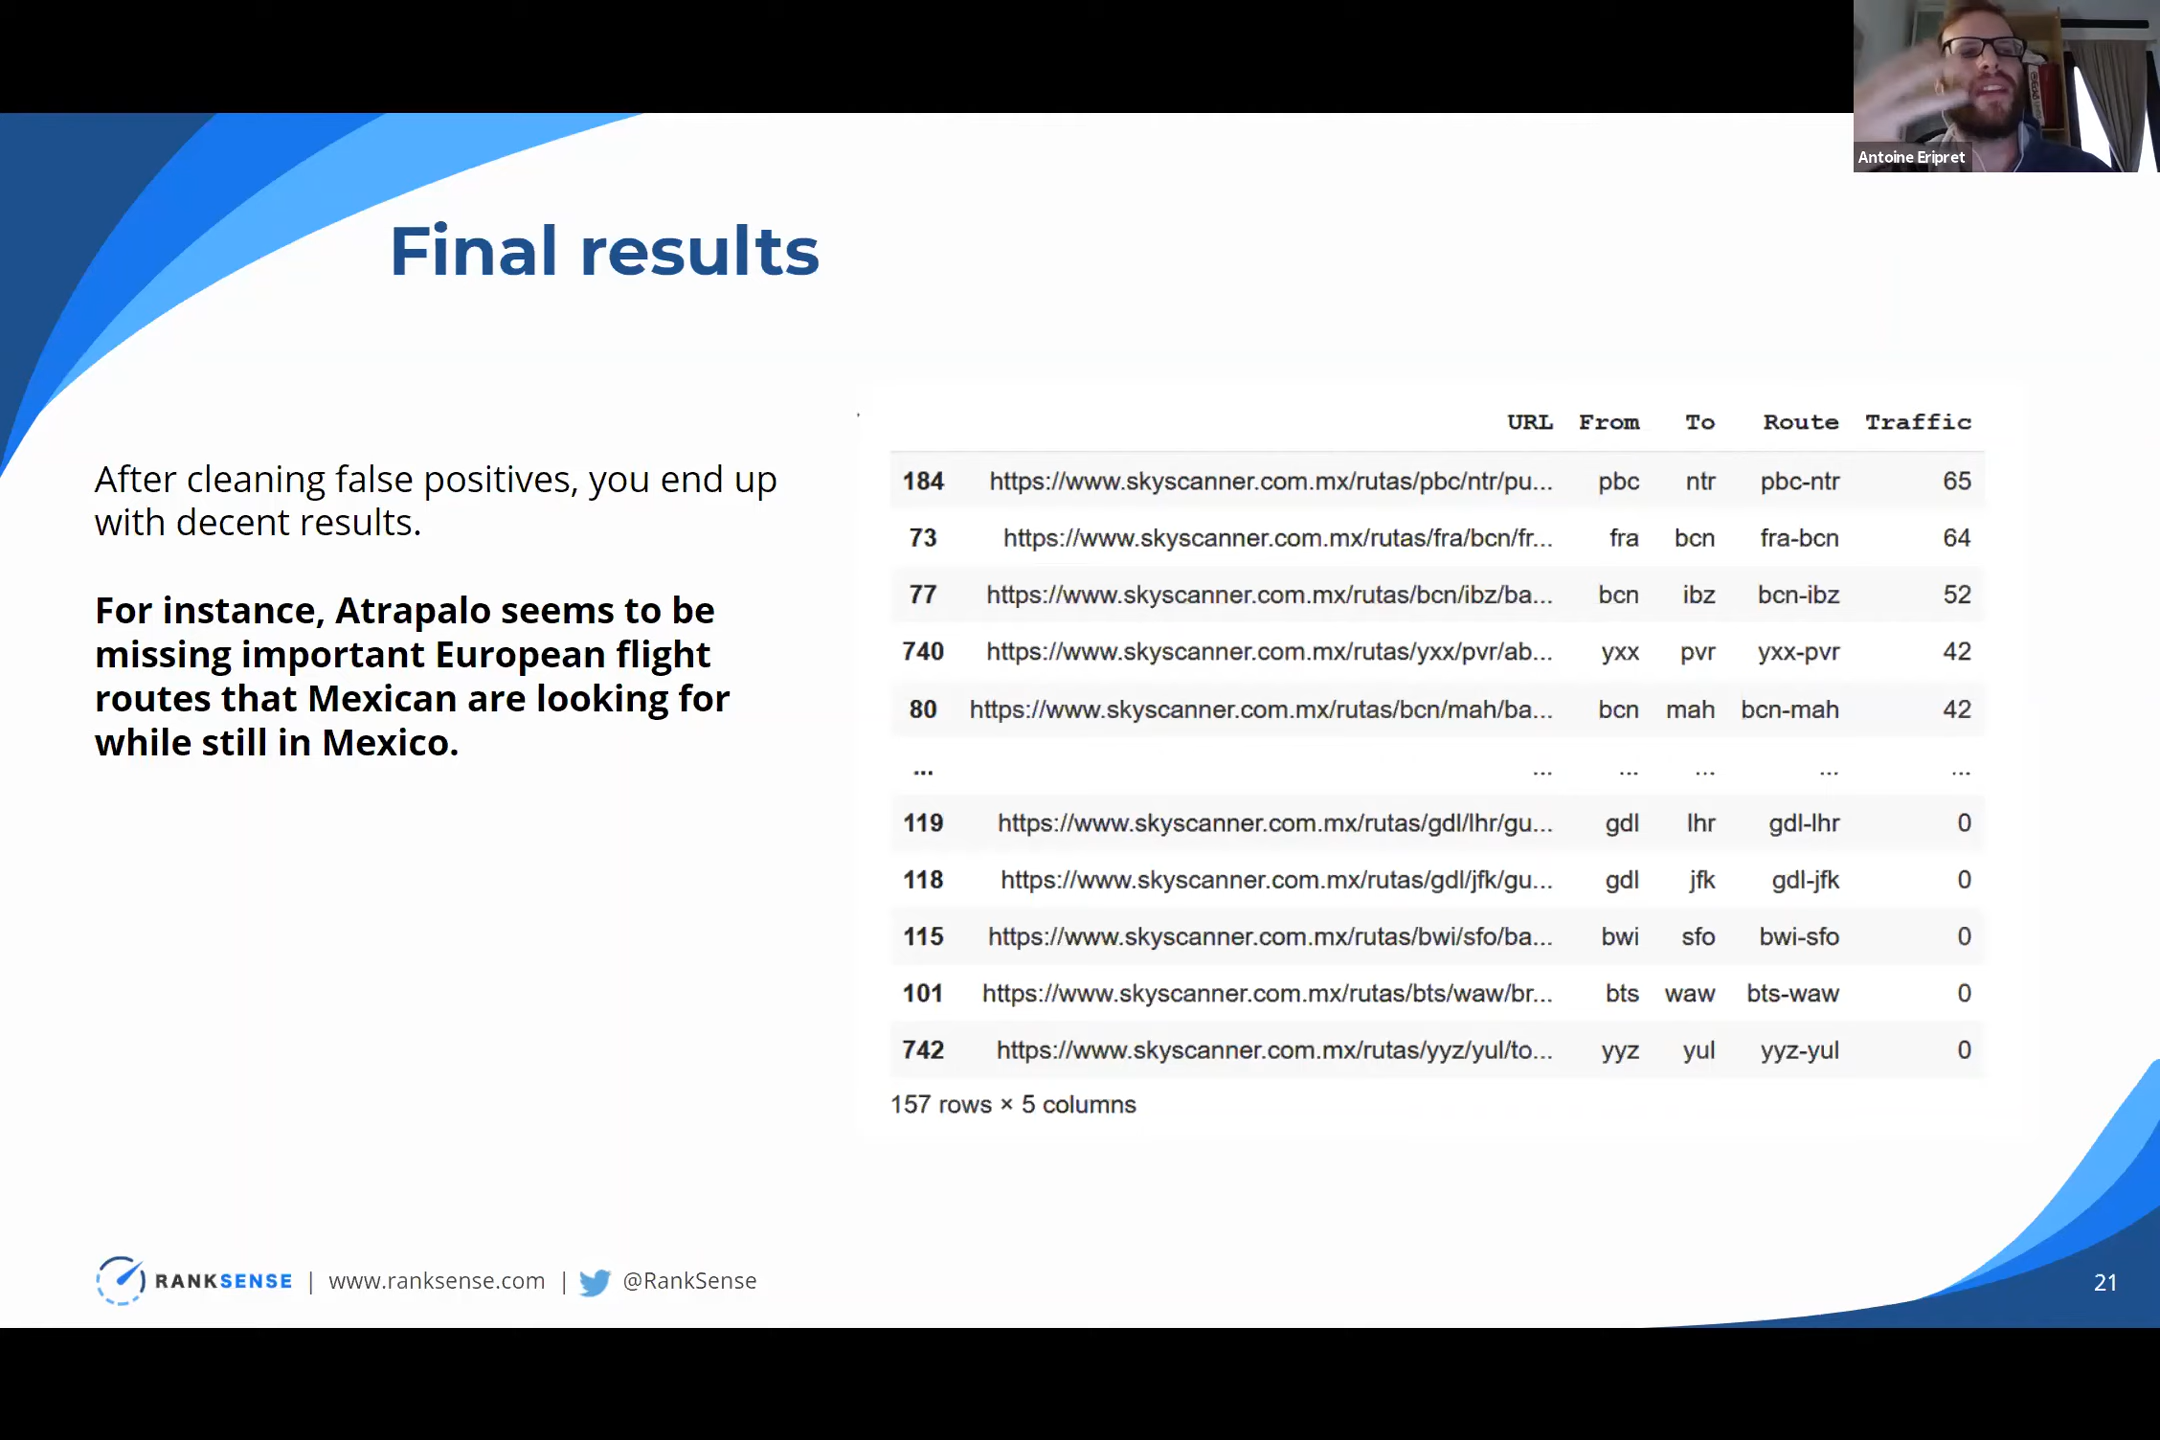 Antoine Eripret
Final results
After cleaning false positives, you end up
with decent results.
For instance, Atrapalo seems to be
missing important European flight
routes that Mexican are looking for
while still in Mexico.
URL From To Route Traffic
184 https://www.skyscanner.com.mx/rutas/pbc/ntr/pu... pbc ntr pbc-ntr 65
73 https://www.skyscanner.com.mx/rutas/fra/bcn/fr... fra bcn fra-bcn 64
77 https://www.skyscanner.com.mx/rutas/bcn/ibz/ba... bcn ibz bcn-ibz 52
740 https://www.skyscanner.com.mx/rutas/yxx/pvr/ab... yxx pvr yxx-pvr 42
80 https://www.skyscanner.com.mx/rutas/bcn/mah/ba... bcn mah bcn-mah 42
... ... ... ... ... ...
119 https://www.skyscanner.com.mx/rutas/gdl/lhr/gu... gdl lhr gdl-lhr 0
118 https://www.skyscanner.com.mx/rutas/gdl/jfk/gu... gdl jfk gdl-jfk 0
115 https://www.skyscanner.com.mx/rutas/bwi/sfo/ba... bwi sfo bwi-sfo 0
101 https://www.skyscanner.com.mx/rutas/bts/waw/br... bts waw bts-waw 0
742 https://www.skyscanner.com.mx/rutas/yyz/yul/to... yyz yul yyz-yul 0
157 rows × 5 columns
RANKSENSE | www.ranksense.com | @RankSense
21